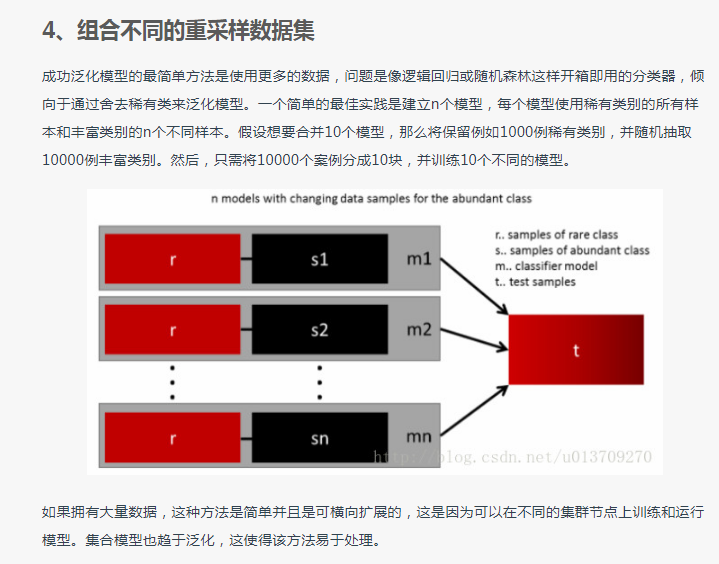 4、组合不同的重采样数据集
成功泛化模型的最简单方法是使用更多的数据，问题是像逻辑回归或随机森林这样开箱即用的分类器，倾
向于通过舍去稀有类来泛化模型。一个简单的最佳实践是建立n个模型，每个模型使用稀有类别的所有样
本和丰富类别的n个不同样本。假设想要合并10个模型，那么将保留例如1000例稀有类别，并随机抽取
10000例丰富类别。然后，只需将10000个案例分成10块，并训练10个不同的模型。
n models with changing data samples for the abundant class
r.. samples of rare class
s.. samples of abundant class
m.. classifier model
t.. test samples
r s1 m1
r s2 m2
t
r sn mn
http://blog.csdn.net/u013709270
如果拥有大量数据，这种方法是简单并且是可横向扩展的，这是因为可以在不同的集群节点上训练和运行
模型。集合模型也趋于泛化，这使得该方法易于处理。